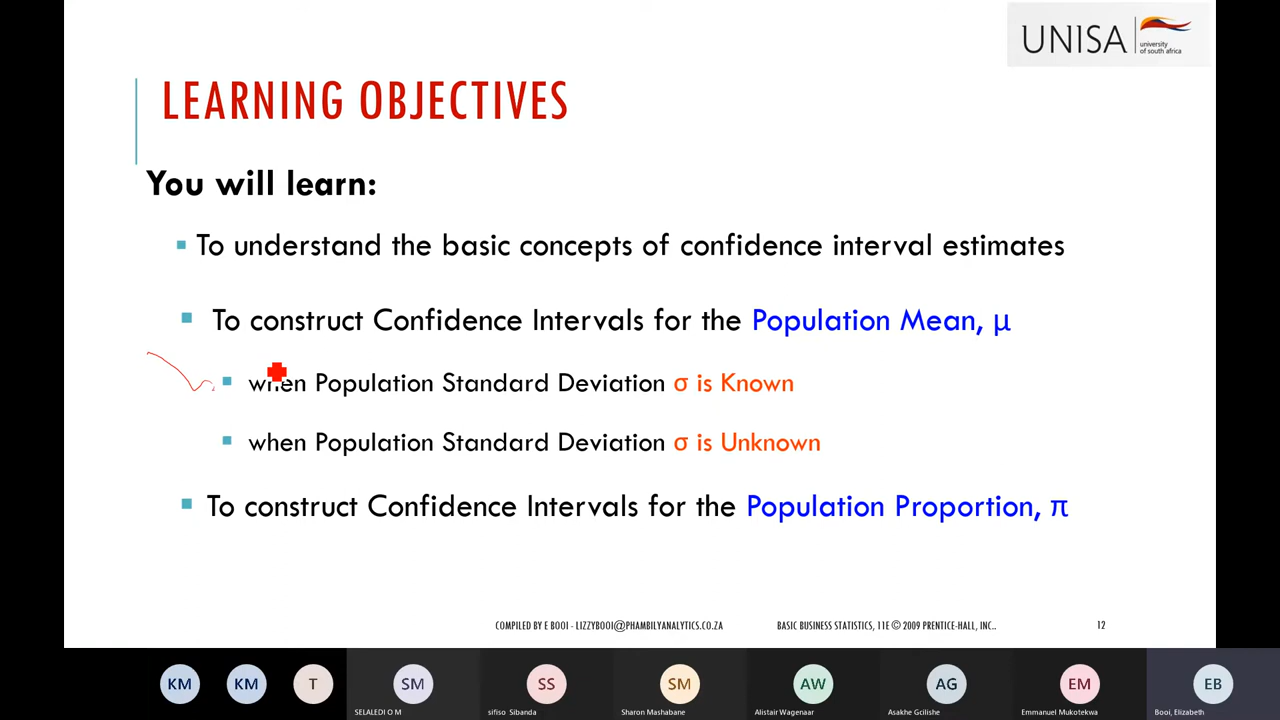 UNISA
university
of south africa
LEARNING OBJECTIVES
You will learn:
To understand the basic concepts of confidence interval estimates
To construct Confidence Intervals for the Population Mean, μ
when Population Standard Deviation σ is Known
when Population Standard Deviation σ is Unknown
To construct Confidence Intervals for the Population Proportion, π
COMPILED BY E BOOI - LIZZYBOOI@PHAMBILYANALYTICS.CO.ZA
BASIC BUSINESS STATISTICS, 11E © 2009 PRENTICE-HALL, INC..
12
KM
KM
T
SM
SS
SM
AW
AG
EM
EB
SELALEDI O M
sifiso Sibanda
Sharon Mashabane
Alistair Wagenaar
Asakhe Gcilishe
Emmanuel Mukotekwa
Booi, Elizabeth